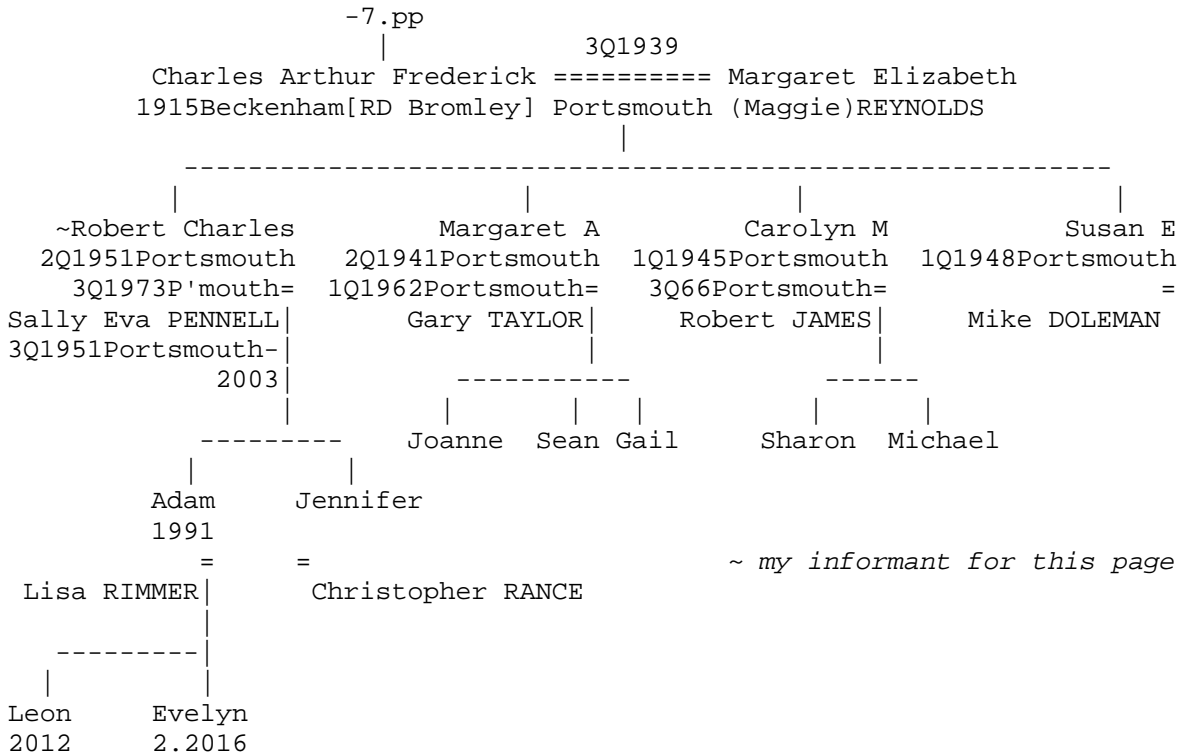 -7.pp
3Q1939
Charles Arthur Frederick ========== Margaret Elizabeth
1915Beckenham[RD Bromley] Portsmouth (Maggie)REYNOLDS
~Robert Charles Margaret A Carolyn M Susan E
2Q1951Portsmouth 2Q1941Portsmouth 1Q1945Portsmouth 1Q1948Portsmouth
3Q1973P'mouth= 1Q1962Portsmouth= 3Q66Portsmouth= =
Sally Eva PENNELL Gary TAYLOR Robert JAMES Mike DOLEMAN
3Q1951Portsmouth-
2003
Joanne Sean Gail Sharon Michael
Adam Jennifer
1991
= = ~ my informant for this page
Lisa RIMMER Christopher RANCE
Leon Evelyn
2012 2.2016